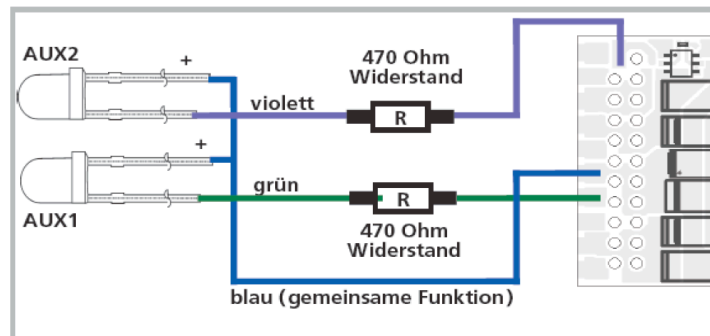 AUX2
+
470 Ohm
Widerstand
violett
R
+
grün
R
AUX1
470 Ohm
Widerstand
blau (gemeinsame Funktion)